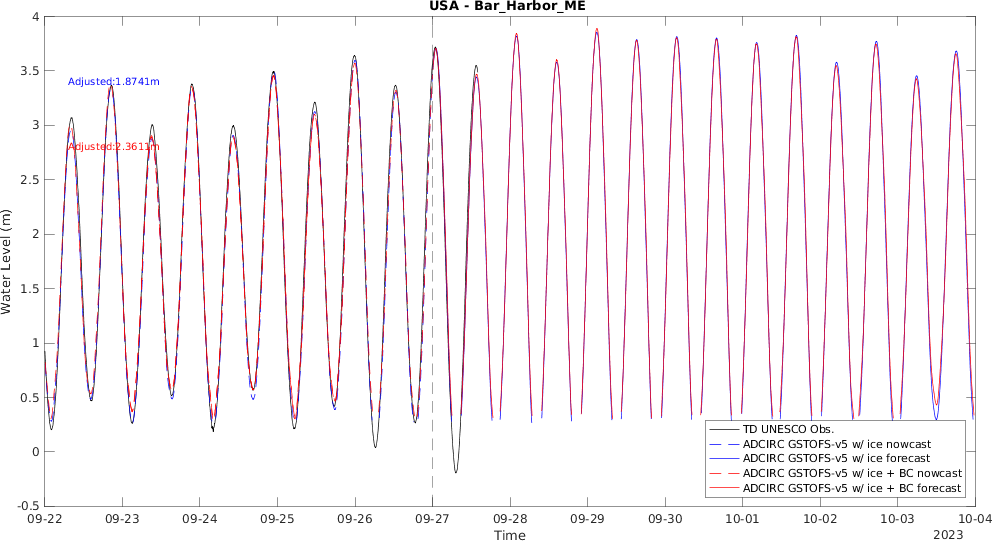 USA - Bar_Harbor_ME
4
3.5
3
2.5
2
1.5
1
0.5
0
-0.5
Water Level (m)
Adjusted:1.8741m
Adjusted:2.3611m
TD UNESCO Obs.
ADCIRC GSTOFS-v5 w/ ice nowcast
ADCIRC GSTOFS-v5 w/ ice forecast
ADCIRC GSTOFS-v5 w/ ice + BC nowcast
ADCIRC GSTOFS-v5 w/ ice + BC forecast
09-22 09-23 09-24 09-25 09-26 09-27 09-28 09-29 09-30 10-01 10-02 10-03 10-04
Time
2023